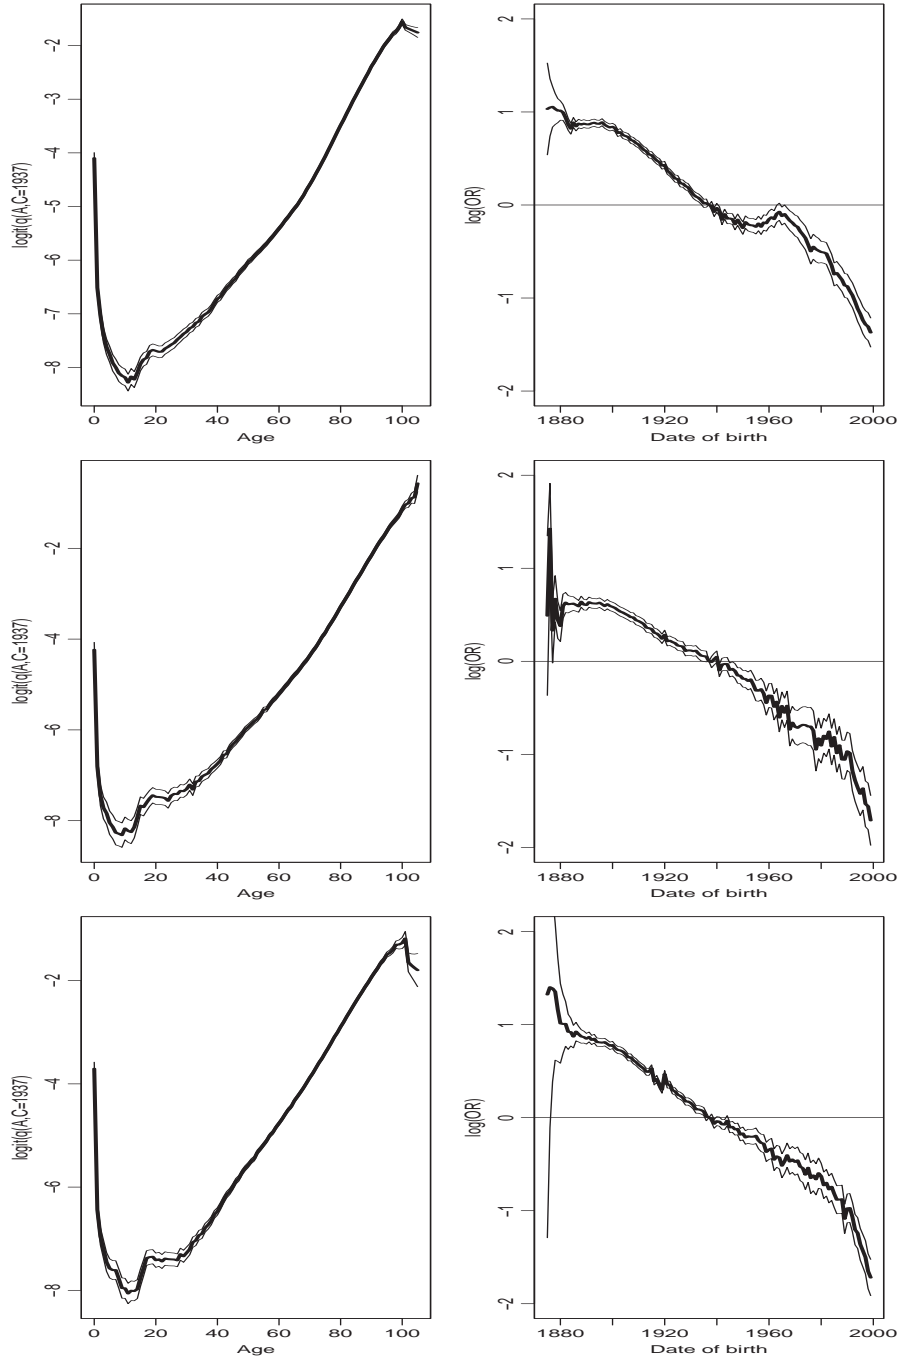 -2
-3
-4
-5
-6
-7
-8
logit(q(A,C=1937)
0 20 40 60 80 100
Age
2
1
0
-1
-2
log(OR)
1880 1920 1960 2000
Date of birth
-2
-4
-6
-8
logit(q(A,C=1937)
0 20 40 60 80 100
Age
2
1
0
-1
-2
log(OR)
1880 1920 1960 2000
Date of birth
-2
-4
-6
-8
logit(q(A,C=1937)
0 20 40 60 80 100
Age
2
1
0
-1
-2
log(OR)
1880 1920 1960 2000
Date of birth